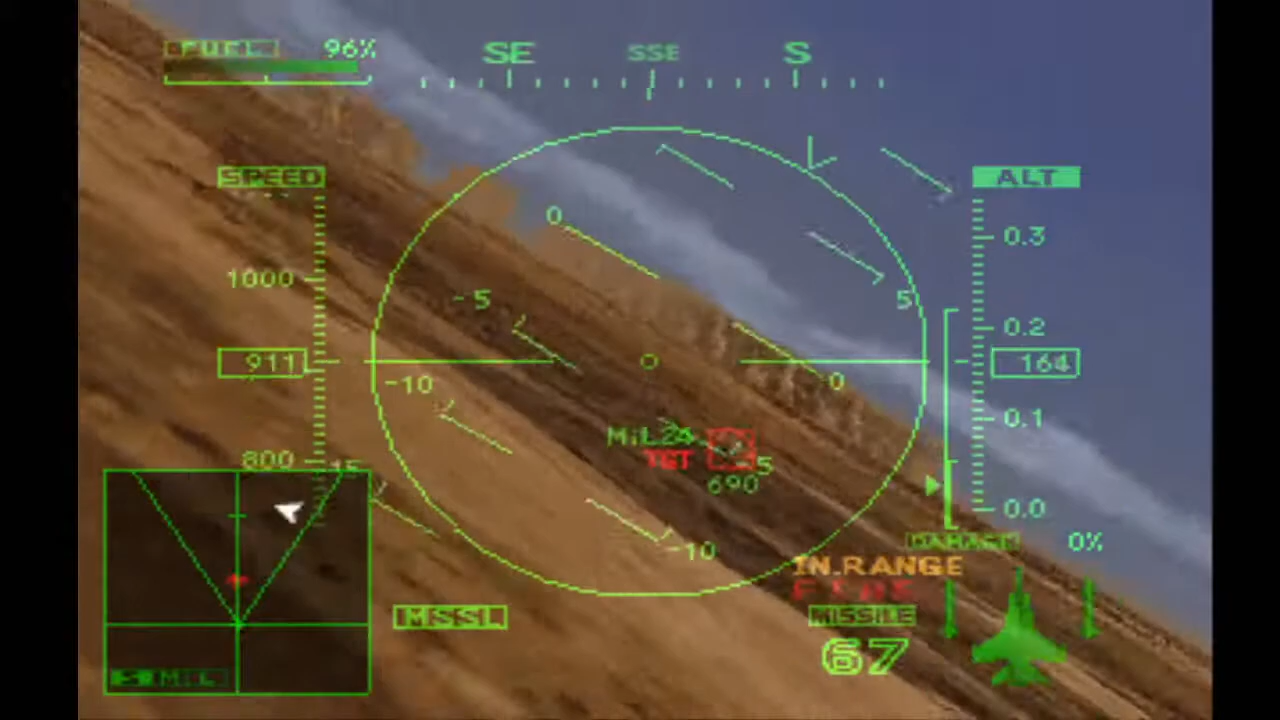 FUEL 96%
SE SSE S
SPEED
ALT
0.3
0
1000
-5
5
0.2
911
164
-10
0
0.1
MiL24
TGT
800
15
5
690
0.0
-10
DAMAGE 0%
IN.RANGE
MISSL
MISSILE
67